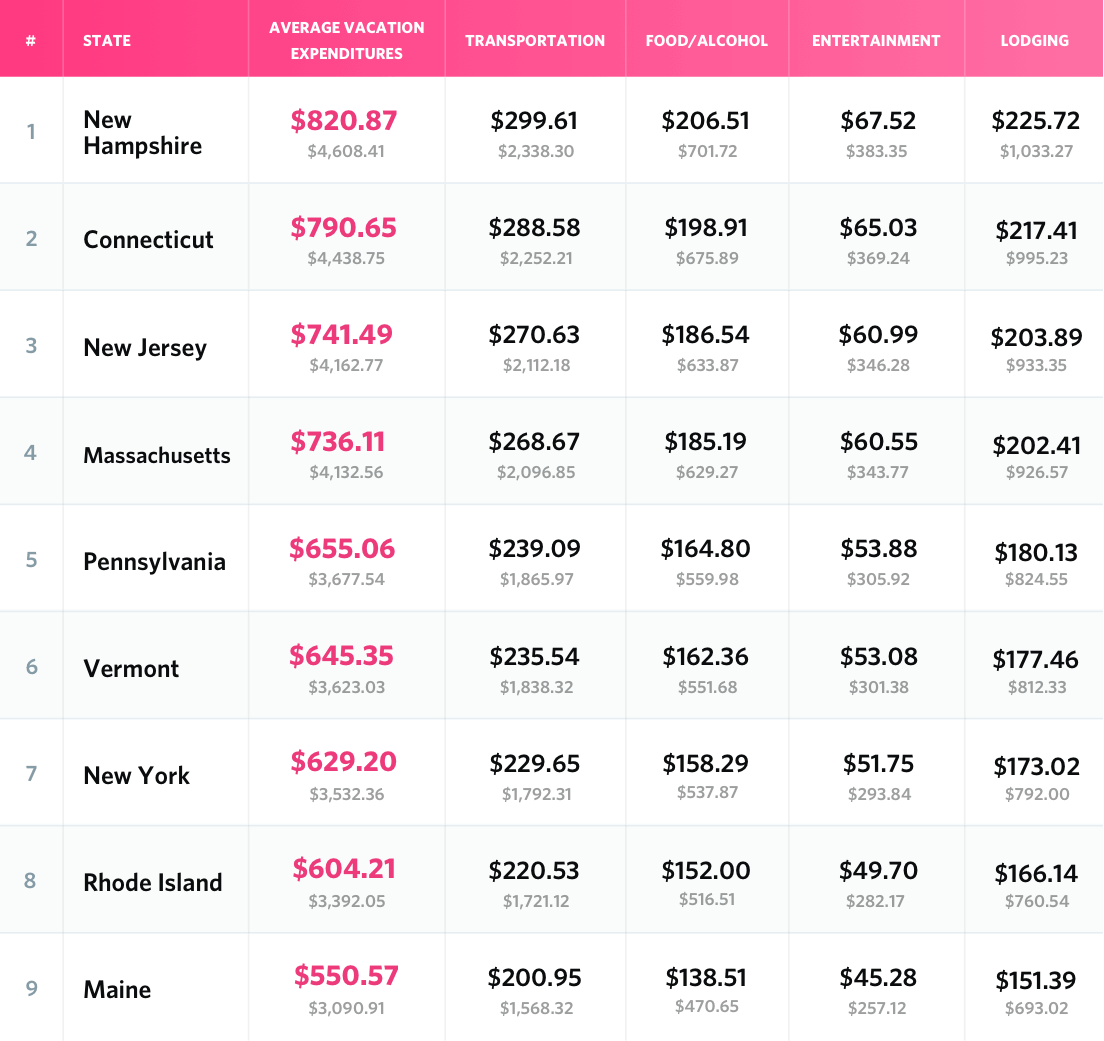 # STATE AVERAGE VACATION EXPENDITURES TRANSPORTATION FOOD/ALCOHOL ENTERTAINMENT LODGING
1 New Hampshire $820.87 $299.61 $206.51 $67.52 $225.72
$4,608.41 $2,338.30 $701.72 $383.35 $1,033.27
2 Connecticut $790.65 $288.58 $198.91 $65.03 $217.41
$4,438.75 $2,252.21 $675.89 $369.24 $995.23
3 New Jersey $741.49 $270.63 $186.54 $60.99 $203.89
$4,162.77 $2,112.18 $633.87 $346.28 $933.35
4 Massachusetts $736.11 $268.67 $185.19 $60.55 $202.41
$4,132.56 $2,096.85 $629.27 $343.77 $926.57
5 Pennsylvania $655.06 $239.09 $164.80 $53.88 $180.13
$3,677.54 $1,865.97 $559.98 $305.92 $824.55
6 Vermont $645.35 $235.54 $162.36 $53.08 $177.46
$3,623.03 $1,838.32 $551.68 $301.38 $812.33
7 New York $629.20 $229.65 $158.29 $51.75 $173.02
$3,532.36 $1,792.31 $537.87 $293.84 $792.00
8 Rhode Island $604.21 $220.53 $152.00 $49.70 $166.14
$3,392.05 $1,721.12 $516.51 $282.17 $760.54
9 Maine $550.57 $200.95 $138.51 $45.28 $151.39
$3,090.91 $1,568.32 $470.65 $257.12 $693.02